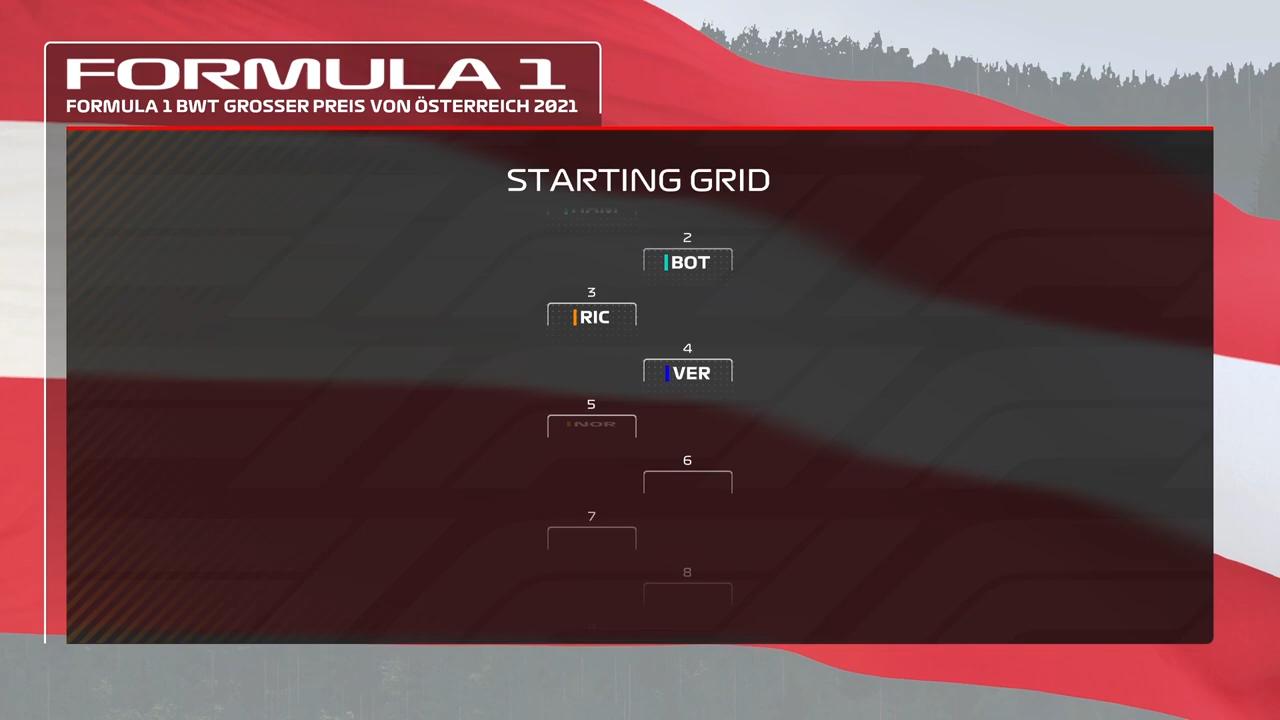 FORMULA 1
FORMULA 1 BWT GROSSER PREIS VON ÖSTERREICH 2021
STARTING GRID
2
BOT
3
RIC
4
VER
5
NOR
6
7
8